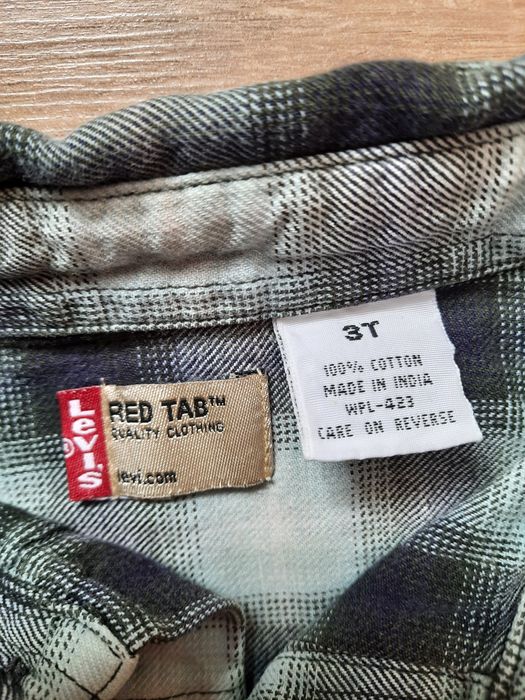 3T
100% COTTON
MADE IN INDIA
WPL-423
CARE ON REVERSE
Levi's
®
RED TAB™
QUALITY CLOTHING
levi.com